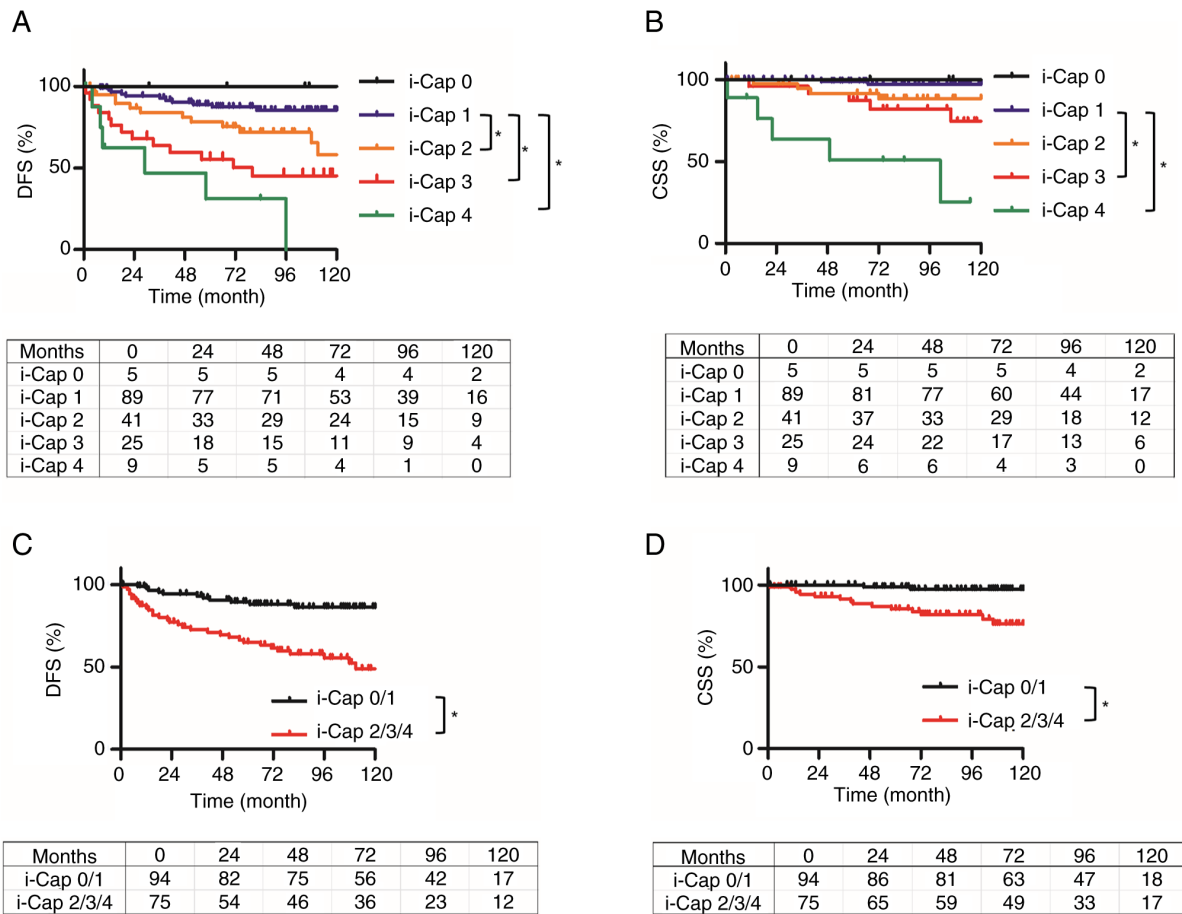 A
100
50
0
DFS (%)
0 24 48 72 96 120
Time (month)
i-Cap 0
i-Cap 1
i-Cap 2
i-Cap 3
i-Cap 4
*
*
*
Months 0 24 48 72 96 120
i-Cap 0 5 5 5 4 4 2
i-Cap 1 89 77 71 53 39 16
i-Cap 2 41 33 29 24 15 9
i-Cap 3 25 18 15 11 9 4
i-Cap 4 9 5 5 4 1 0
B
100
50
0
CSS (%)
0 24 48 72 96 120
Time (month)
i-Cap 0
i-Cap 1
i-Cap 2
i-Cap 3
i-Cap 4
*
*
Months 0 24 48 72 96 120
i-Cap 0 5 5 5 5 4 2
i-Cap 1 89 81 77 60 44 17
i-Cap 2 41 37 33 29 18 12
i-Cap 3 25 24 22 17 13 6
i-Cap 4 9 6 6 4 3 0
C
100
50
0
DFS (%)
0 24 48 72 96 120
Time (month)
i-Cap 0/1
i-Cap 2/3/4
*
Months 0 24 48 72 96 120
i-Cap 0/1 94 82 75 56 42 17
i-Cap 2/3/4 75 54 46 36 23 12
D
100
50
0
CSS (%)
0 24 48 72 96 120
Time (month)
i-Cap 0/1
i-Cap 2/3/4
*
Months 0 24 48 72 96 120
i-Cap 0/1 94 86 81 63 47 18
i-Cap 2/3/4 75 65 59 49 33 17